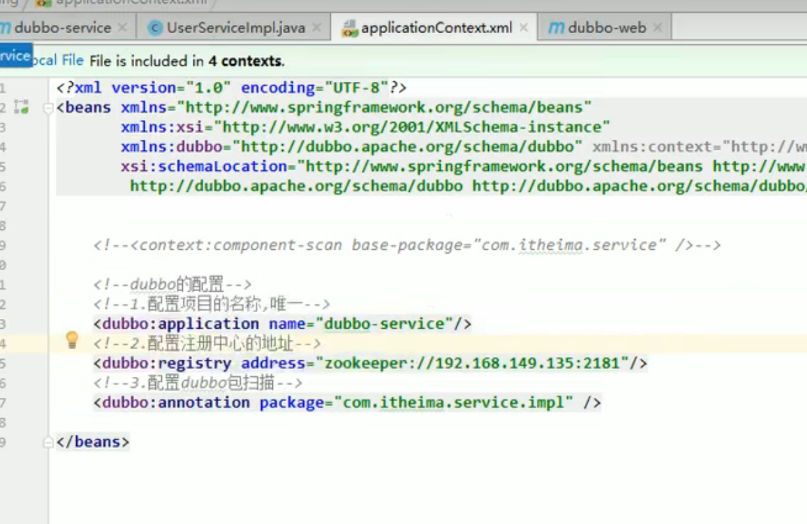 applicationContext.xml
dubbo-service
UserServiceImpl.java
applicationContext.xml
dubbo-web
rvice
ocal File File is included in 4 contexts.
1 <?xml version="1.0" encoding="UTF-8"?>
2 <beans xmlns="http://www.springframework.org/schema/beans"
3 xmlns:xsi="http://www.w3.org/2001/XMLSchema-instance"
4 xmlns:dubbo="http://dubbo.apache.org/schema/dubbo" xmlns:context="http://w
5 xsi:schemaLocation="http://www.springframework.org/schema/beans http://www
6 http://dubbo.apache.org/schema/dubbo http://dubbo.apache.org/schema/dubbo/
7
8
9 <!--<context:component-scan base-package="com.itheima.service" />-->
0
1 <!--dubbo的配置-->
2 <!--1.配置项目的名称,唯一-->
3 <dubbo:application name="dubbo-service"/>
4 <!--2.配置注册中心的地址-->
5 <dubbo:registry address="zookeeper://192.168.149.135:2181"/>
6 <!--3.配置dubbo包扫描-->
7 <dubbo:annotation package="com.itheima.service.impl" />
8
9 </beans>